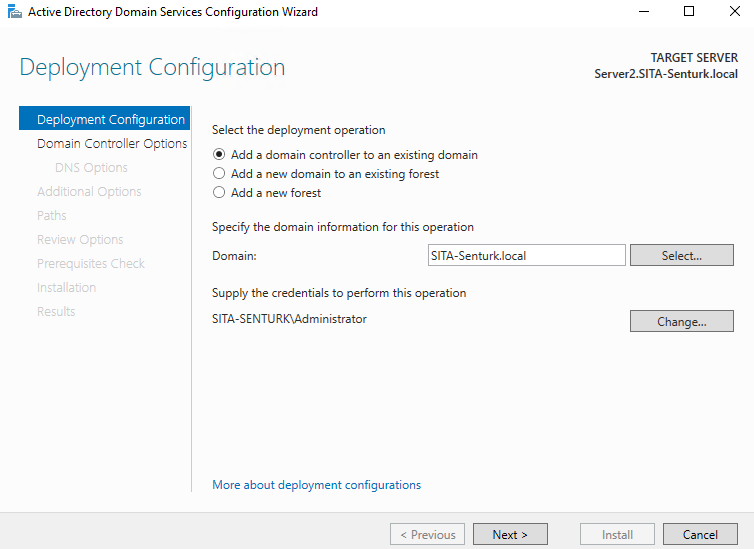 Active Directory Domain Services Configuration Wizard
Deployment Configuration
TARGET SERVER
Server2.SITA-Senturk.local
Deployment Configuration
Domain Controller Options
DNS Options
Additional Options
Paths
Review Options
Prerequisites Check
Installation
Results
Select the deployment operation
Add a domain controller to an existing domain
Add a new domain to an existing forest
Add a new forest
Specify the domain information for this operation
Domain: SITA-Senturk.local Select...
Supply the credentials to perform this operation
SITA-SENTURK\Administrator Change...
More about deployment configurations
< Previous Next > Install Cancel